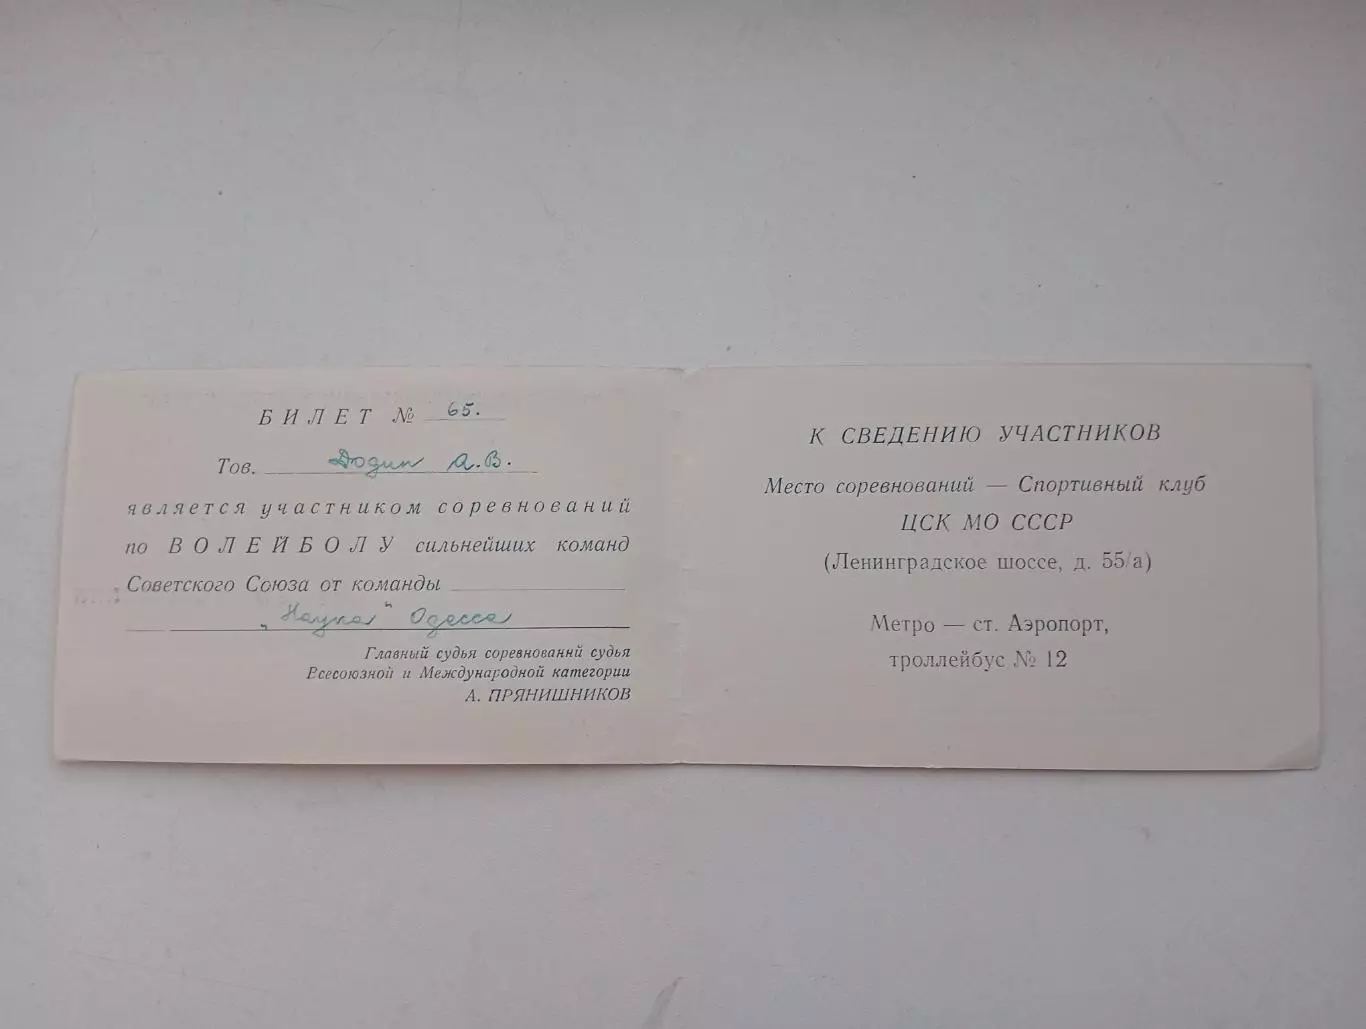 БИЛЕТ № 65.
Тов. Додин А.В.
является участником соревнований
по ВОЛЕЙБОЛУ сильнейших команд
Советского Союза от команды
„Наука" Одесса
Главный судья соревнований судья
Всесоюзной и Международной категории
А. ПРЯНИШНИКОВ
К СВЕДЕНИЮ УЧАСТНИКОВ
Место соревнований — Спортивный клуб
ЦСК МО СССР
(Ленинградское шоссе, д. 55/а)
Метро — ст. Аэропорт,
троллейбус № 12